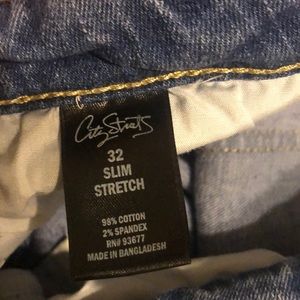 City Streets
32
SLIM
STRETCH
98% COTTON
2% SPANDEX
RN# 93677
MADE IN BANGLADESH